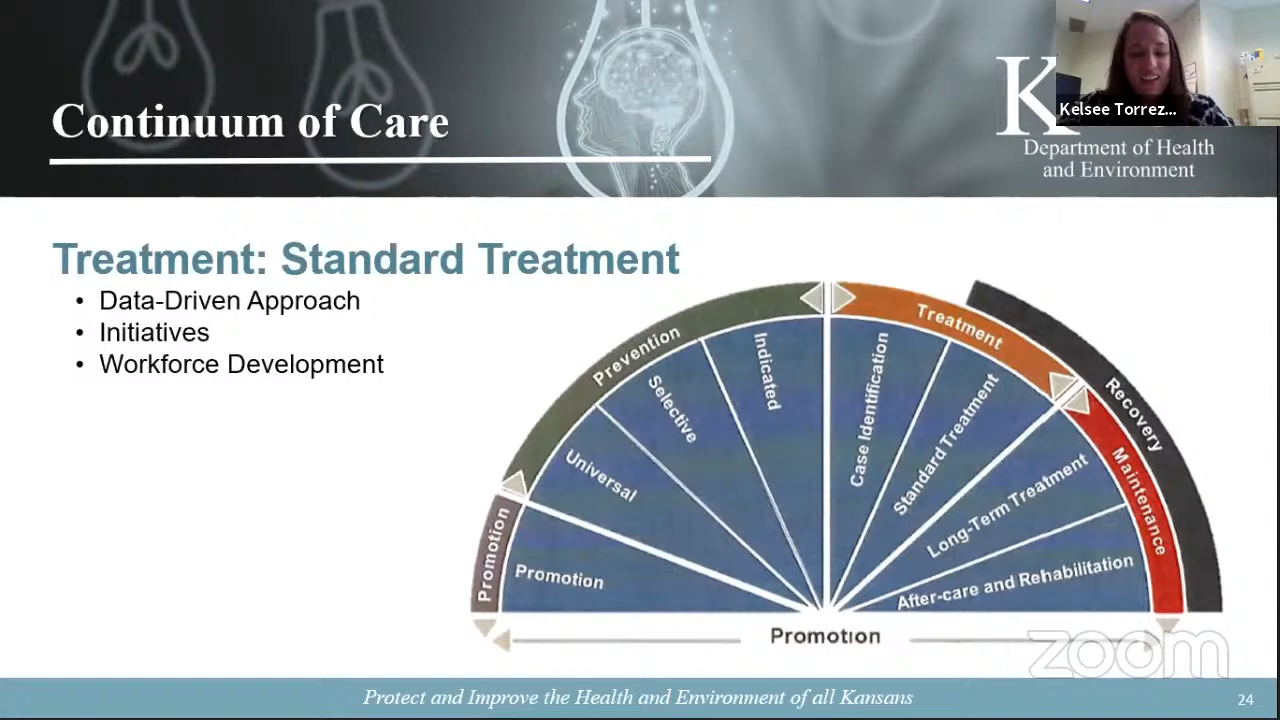 Continuum of Care
K
Kelsee Torrez...
Department of Health
and Environment
Treatment: Standard Treatment
• Data-Driven Approach
• Initiatives
• Workforce Development
Promotion
Prevention
Treatment
Recovery
Maintenance
Promotion
Universal
Selective
Indicated
Case Identification
Standard Treatment
Long-Term Treatment
After-care and Rehabilitation
Promotion
zoom
Protect and Improve the Health and Environment of all Kansans
24